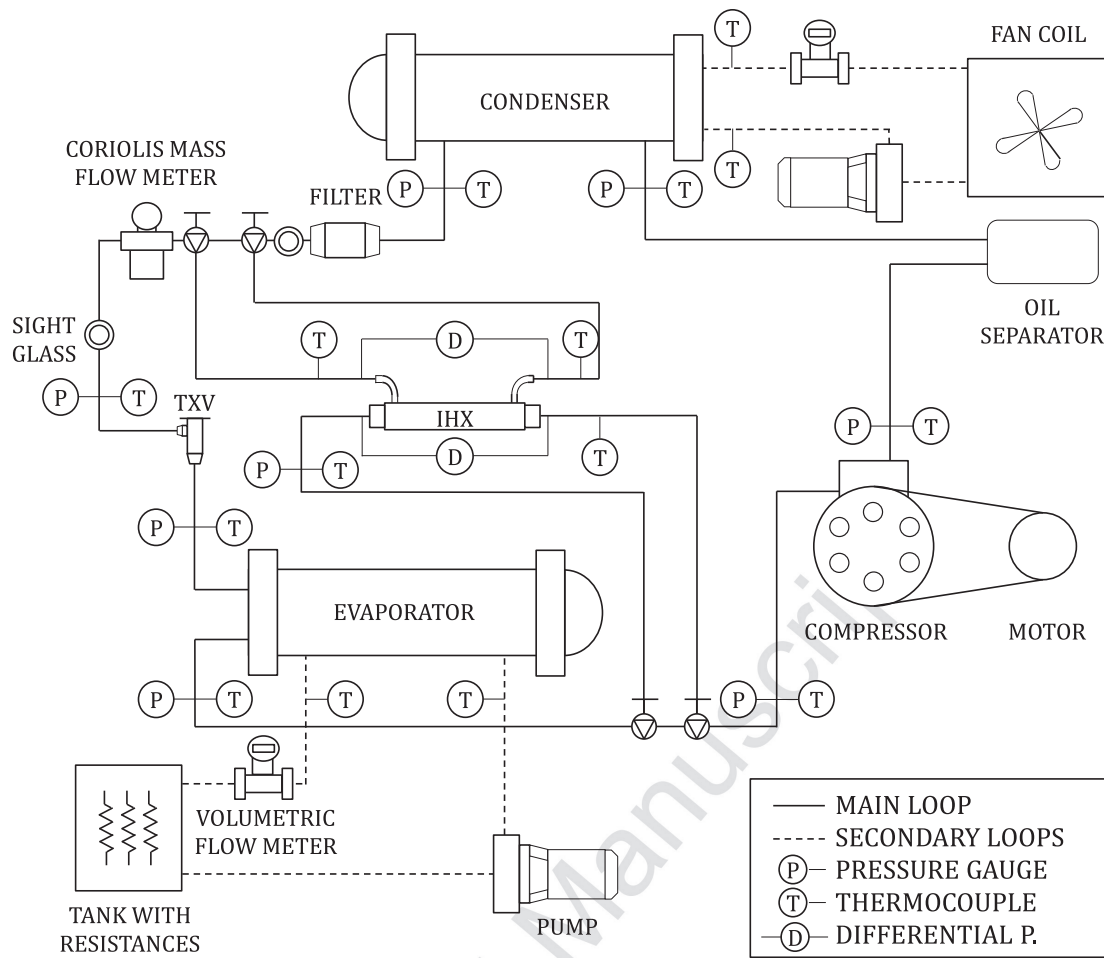 T
FAN COIL
CONDENSER
CORIOLIS MASS
FLOW METER
T
FILTER
P
T
P
T
OIL
SEPARATOR
SIGHT
GLASS
T
D
T
P
T
TXV
IHX
P
T
D
T
P
T
P
T
EVAPORATOR
COMPRESSOR
MOTOR
P
T
T
T
P
T
VOLUMETRIC
FLOW METER
TANK WITH
RESISTANCES
PUMP
MAIN LOOP
SECONDARY LOOPS
P PRESSURE GAUGE
T THERMOCOUPLE
D DIFFERENTIAL P.
Manuscrip